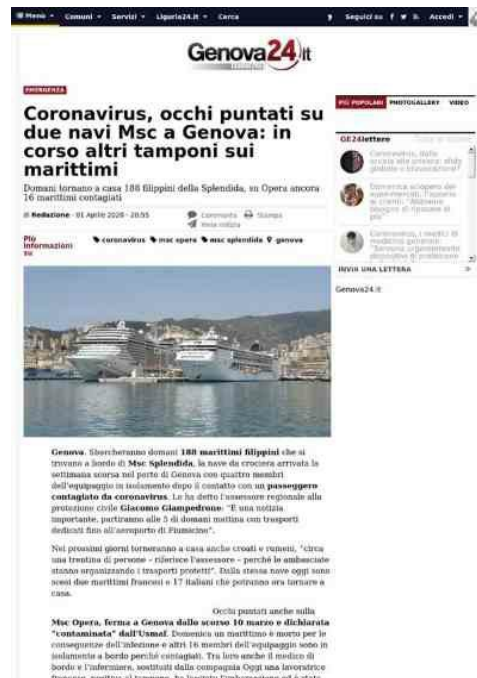 Menù Comuni Servizi Liguria24.it Cerca
Seguici su Accedi
Genova24.it
EMERGENZA
Coronavirus, occhi puntati su
due navi Msc a Genova: in
corso altri tamponi sui
marittimi
Domani tornano a casa 188 filippini della Splendida, su Opera ancora
16 marittimi contagiati
di Redazione - 01 Aprile 2020 - 20:55
Commenta Stampa
Invia notizia
Più
informazioni
su
coronavirus msc opera msc splendida genova
PIÙ POPOLARI PHOTOGALLERY VIDEO
GE24lettere
Coronavirus, dalla
INVIA UNA LETTERA
Genova24.it
Genova. Sbarcheranno domani 188 marittimi filippini che si
trovano a bordo di Msc Splendida, la nave da crociera arrivata la
settimana scorsa nel porto di Genova con quattro membri
dell'equipaggio in isolamento dopo il contatto con un passeggero
contagiato da coronavirus. Lo ha detto l'assessore regionale alla
protezione civile Giacomo Giampedrone: "È una notizia
importante, partiranno alle 5 di domani mattina con trasporti
dedicati fino all'aeroporto di Fiumicino".
Nei prossimi giorni torneranno a casa anche croati e rumeni, "circa
una trentina di persone - riferisce l'assessore - perché le ambasciate
stanno organizzando i trasporti protetti". Dalla stessa nave oggi sono
scesi due marittimi francesi e 17 italiani che potranno ora tornare a
casa.
Occhi puntati anche sulla
Msc Opera, ferma a Genova dallo scorso 10 marzo e dichiarata
"contaminata" dall'Usmaf. Domenica un marittimo è morto per le
conseguenze dell'infezione e altri 16 membri dell'equipaggio sono in
isolamento a bordo perché contagiati. Tra loro anche il medico di
bordo e l'infermiere, sostituiti dalla compagnia Oggi una lavoratrice